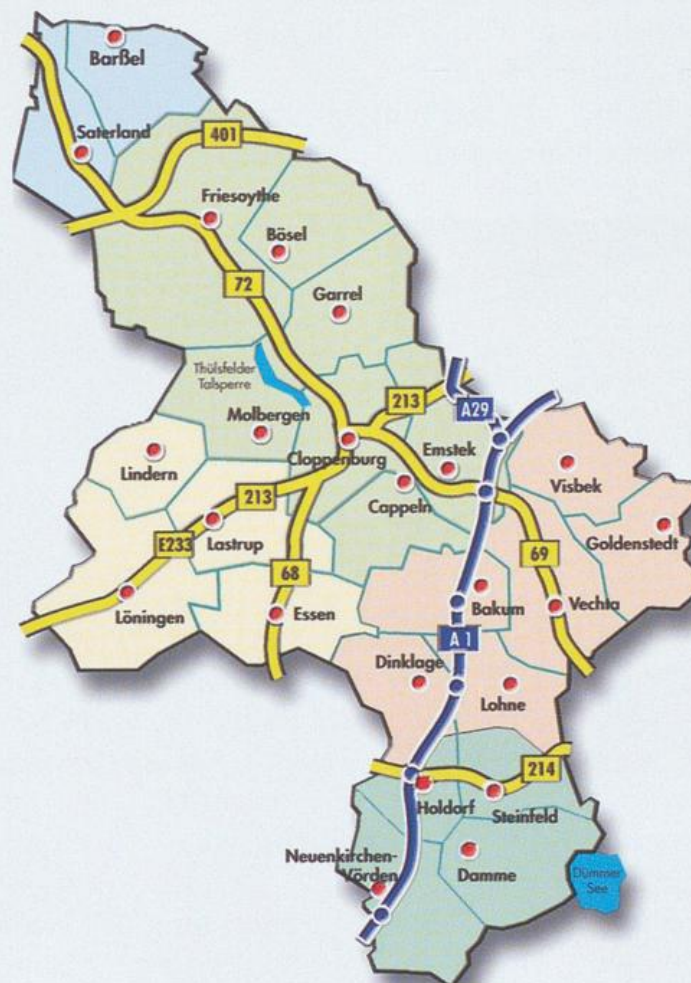 Barßel
Saterland
401
Friesoythe
Bösel
72
Garrel
Thülsfelder
Talsperre
Molbergen
213
A29
Cloppenburg
Emstek
Visbek
Lindern
Cappeln
213
Goldenstedt
E233
Lastrup
69
68
Löningen
Essen
Bakum
Vechta
A 1
Dinklage
Lohne
214
Holdorf
Steinfeld
Neuenkirchen-
Vörden
Damme
Dümmer
See